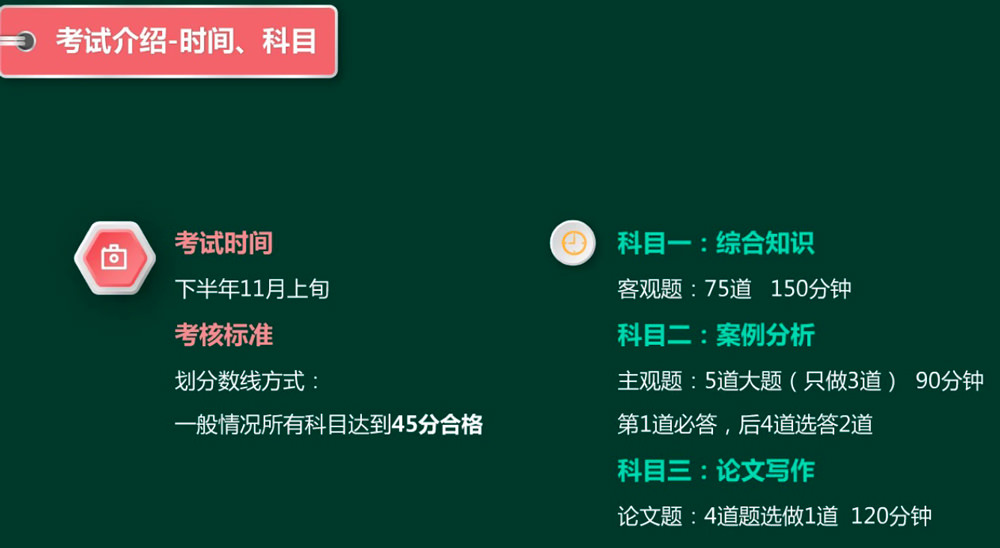 考试介绍-时间、科目
考试时间
下半年11月上旬
考核标准
划分数线方式：
一般情况所有科目达到45分合格
科目一：综合知识
客观题：75道 150分钟
科目二：案例分析
主观题：5道大题（只做3道） 90分钟
第1道必答，后4道选答2道
科目三：论文写作
论文题：4道题选做1道 120分钟